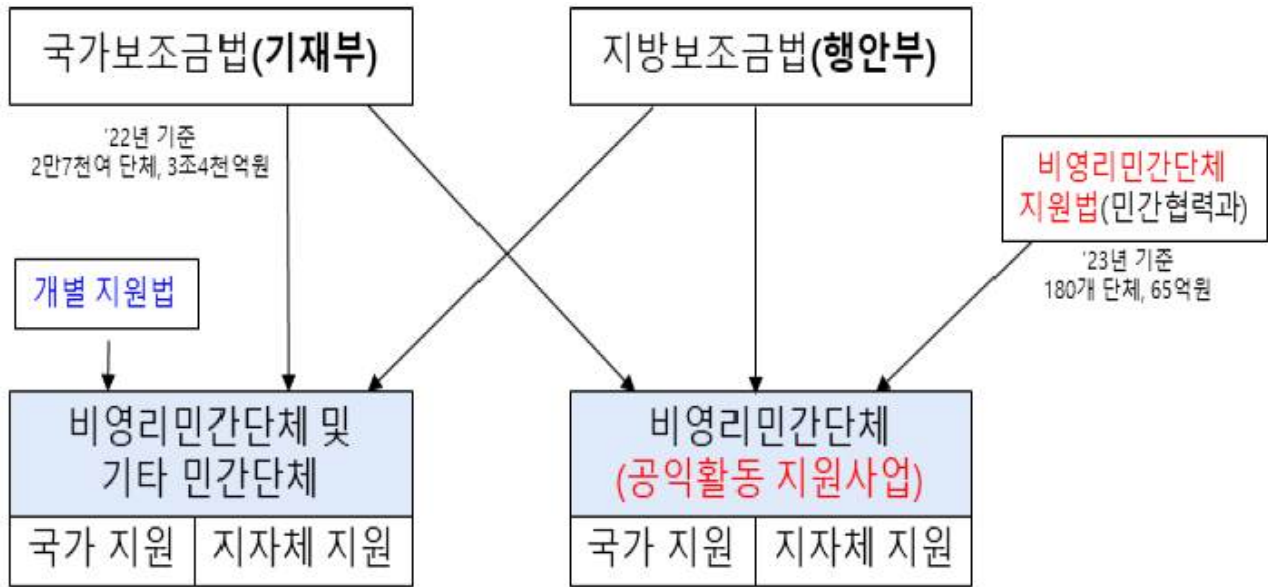 국가보조금법(기재부)
지방보조금법(행안부)
'22년 기준
2만7천여 단체, 3조4천억원
비영리민간단체
지원법(민간협력과)
'23년 기준
180개 단체, 65억원
개별 지원법
비영리민간단체 및
기타 민간단체
국가 지원
지자체 지원
비영리민간단체
(공익활동 지원사업)
국가 지원
지자체 지원